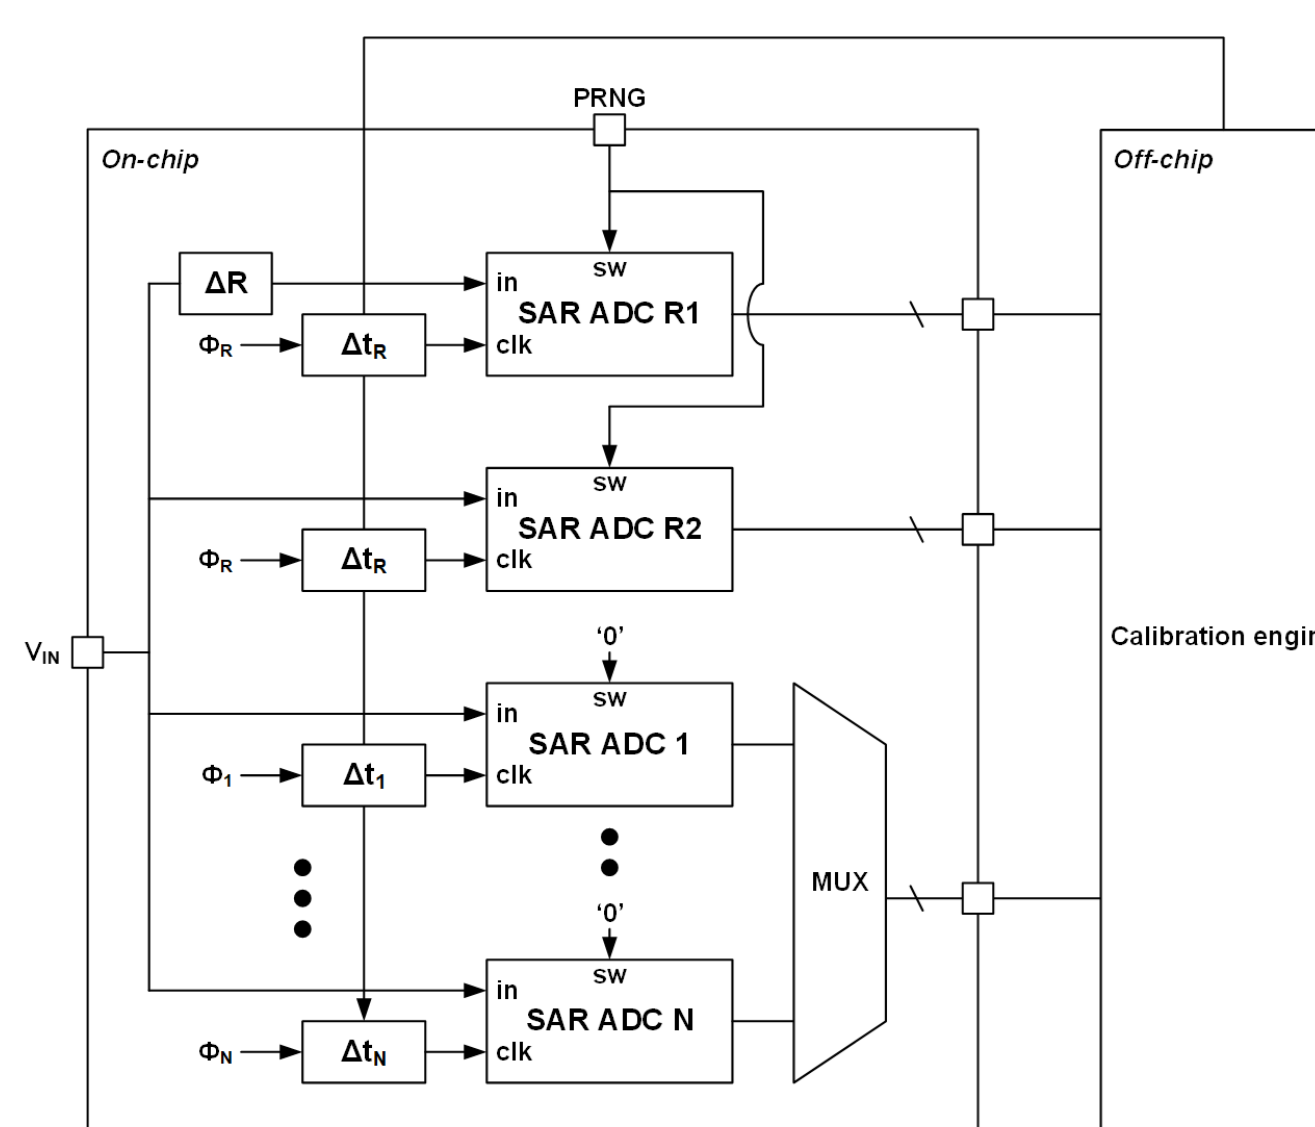 PRNG
On-chip
Off-chip
SW
ΔR
in
SAR ADC R1
ΦR
ΔtR
clk
SW
in
SAR ADC R2
ΦR
ΔtR
clk
VIN
‘0’
Calibration engin
SW
in
SAR ADC 1
Φ1
Δt1
clk
MUX
‘0’
SW
in
SAR ADC N
ΦN
ΔtN
clk